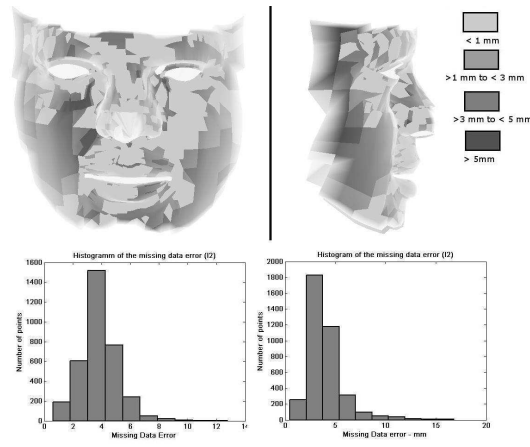 < 1 mm
>1 mm to < 3 mm
>3 mm to < 5 mm
> 5mm
Histogramm of the missing data error (I2)
1600
1400
1200
1000
800
600
400
200
0
Number of points
0 2 4 6 8 10 12 14
Missing Data Error
Histogram of the missing data error (I2)
2000
1800
1600
1400
1200
1000
800
600
400
200
0
Number of points
0 5 10 15 20
Missing Data Error - mm